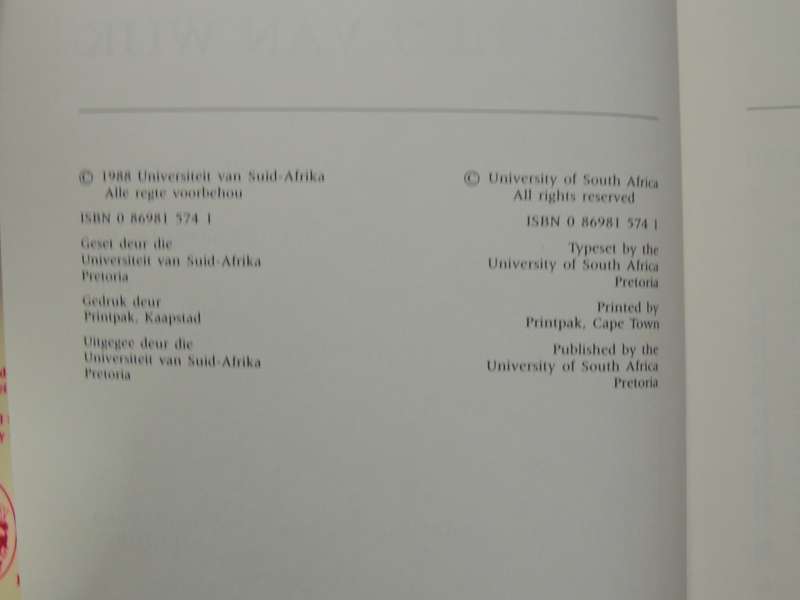 © 1988 Universiteit van Suid-Afrika
Alle regte voorbehou
ISBN 0 86981 574 1
Geset deur die
Universiteit van Suid-Afrika
Pretoria
Gedruk deur
Printpak, Kaapstad
Uitgegee deur die
Universiteit van Suid-Afrika
Pretoria
© University of South Africa
All rights reserved
ISBN 0 86981 574 1
Typeset by the
University of South Africa
Pretoria
Printed by
Printpak, Cape Town
Published by the
University of South Africa
Pretoria